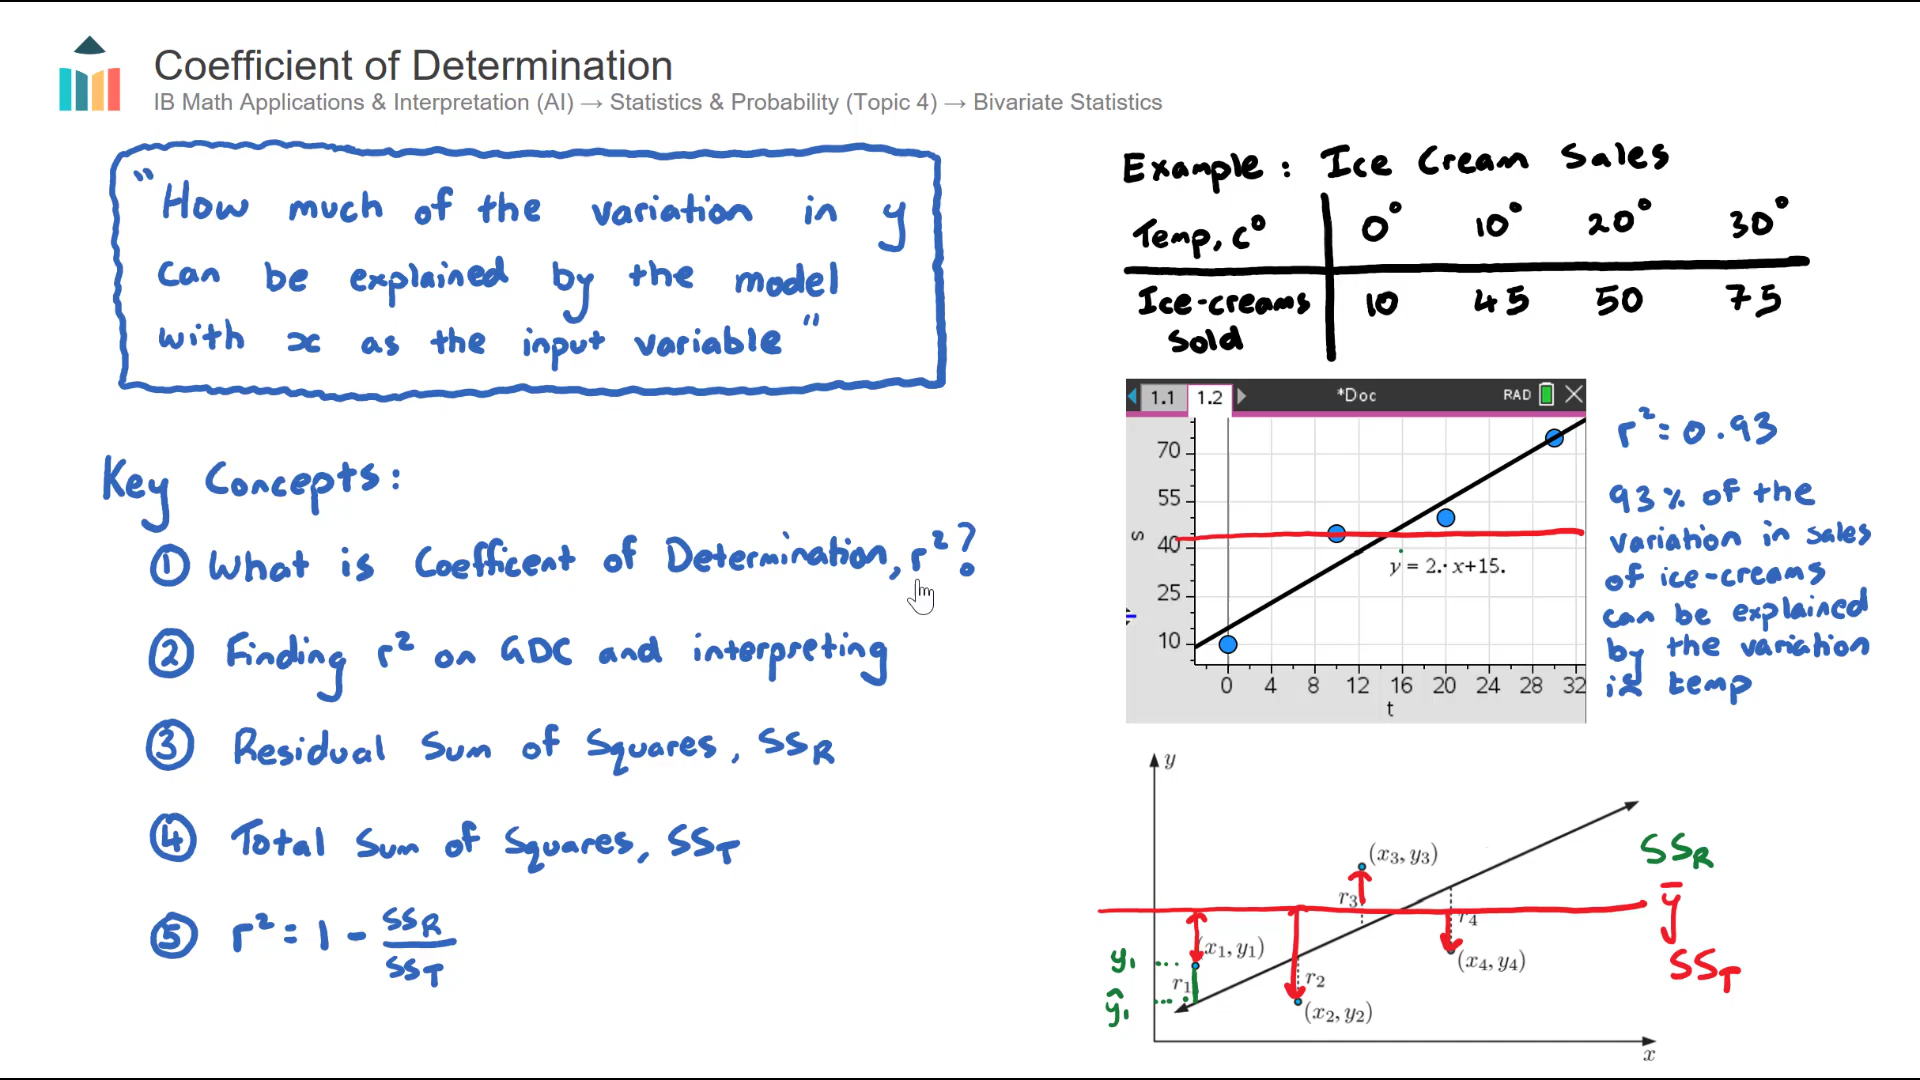 Coefficient of Determination
IB Math Applications & Interpretation (AI) → Statistics & Probability (Topic 4) → Bivariate Statistics
"How much of the variation in y
can be explained by the model
with x as the input variable"
Key Concepts:
① What is Coefficent of Determination, r²?
② Finding r² on GDC and interpreting
③ Residual Sum of Squares, SS_R
④ Total Sum of Squares, SS_T
⑤ r² = 1 - SS_R/SS_T
Example: Ice Cream Sales
Temp, C° 0° 10° 20° 30°
Ice-creams 10 45 50 75
Sold
1.1 1.2 *Doc RAD
70
55
40
25
10
s
y = 2.·x+15.
0 4 8 12 16 20 24 28 32
t
r² = 0.93
93% of the
variation in sales
of ice-creams
can be explained
by the variation
in temp
y
(x₃, y₃)
r₃
r₄
(x₁, y₁)
(x₄, y₄)
y₁
r₁
r₂
ŷ₁
(x₂, y₂)
x
SS_R
ȳ
SS_T